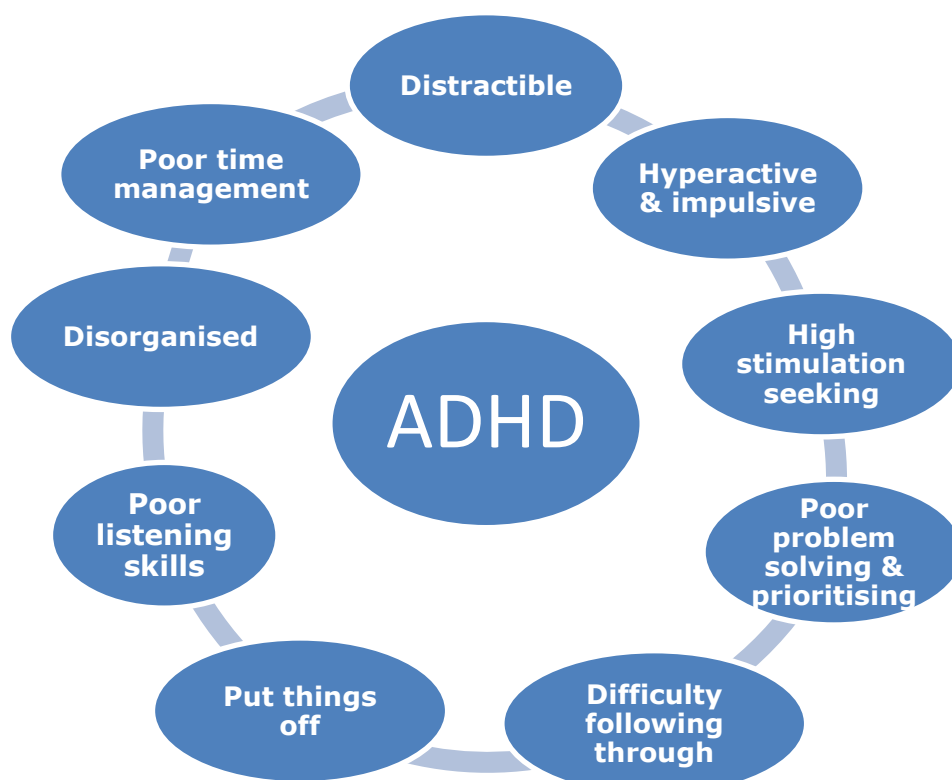 Distractible
Hyperactive
& impulsive
High
stimulation
seeking
Poor
problem
solving &
prioritising
Difficulty
following
through
Put things
off
Poor
listening
skills
Disorganised
Poor time
management
ADHD